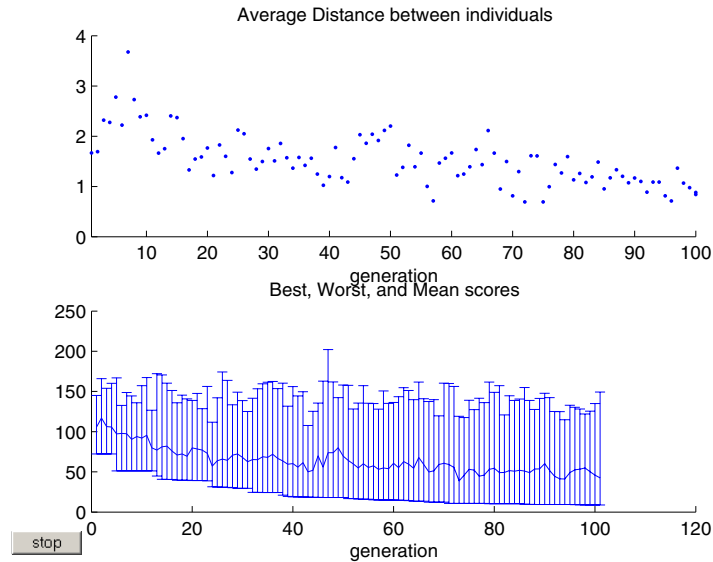 Average Distance between individuals
4
3
2
1
0
10 20 30 40 50 60 70 80 90 100
generation
Best, Worst, and Mean scores
250
200
150
100
50
0
0 20 40 60 80 100 120
generation
stop